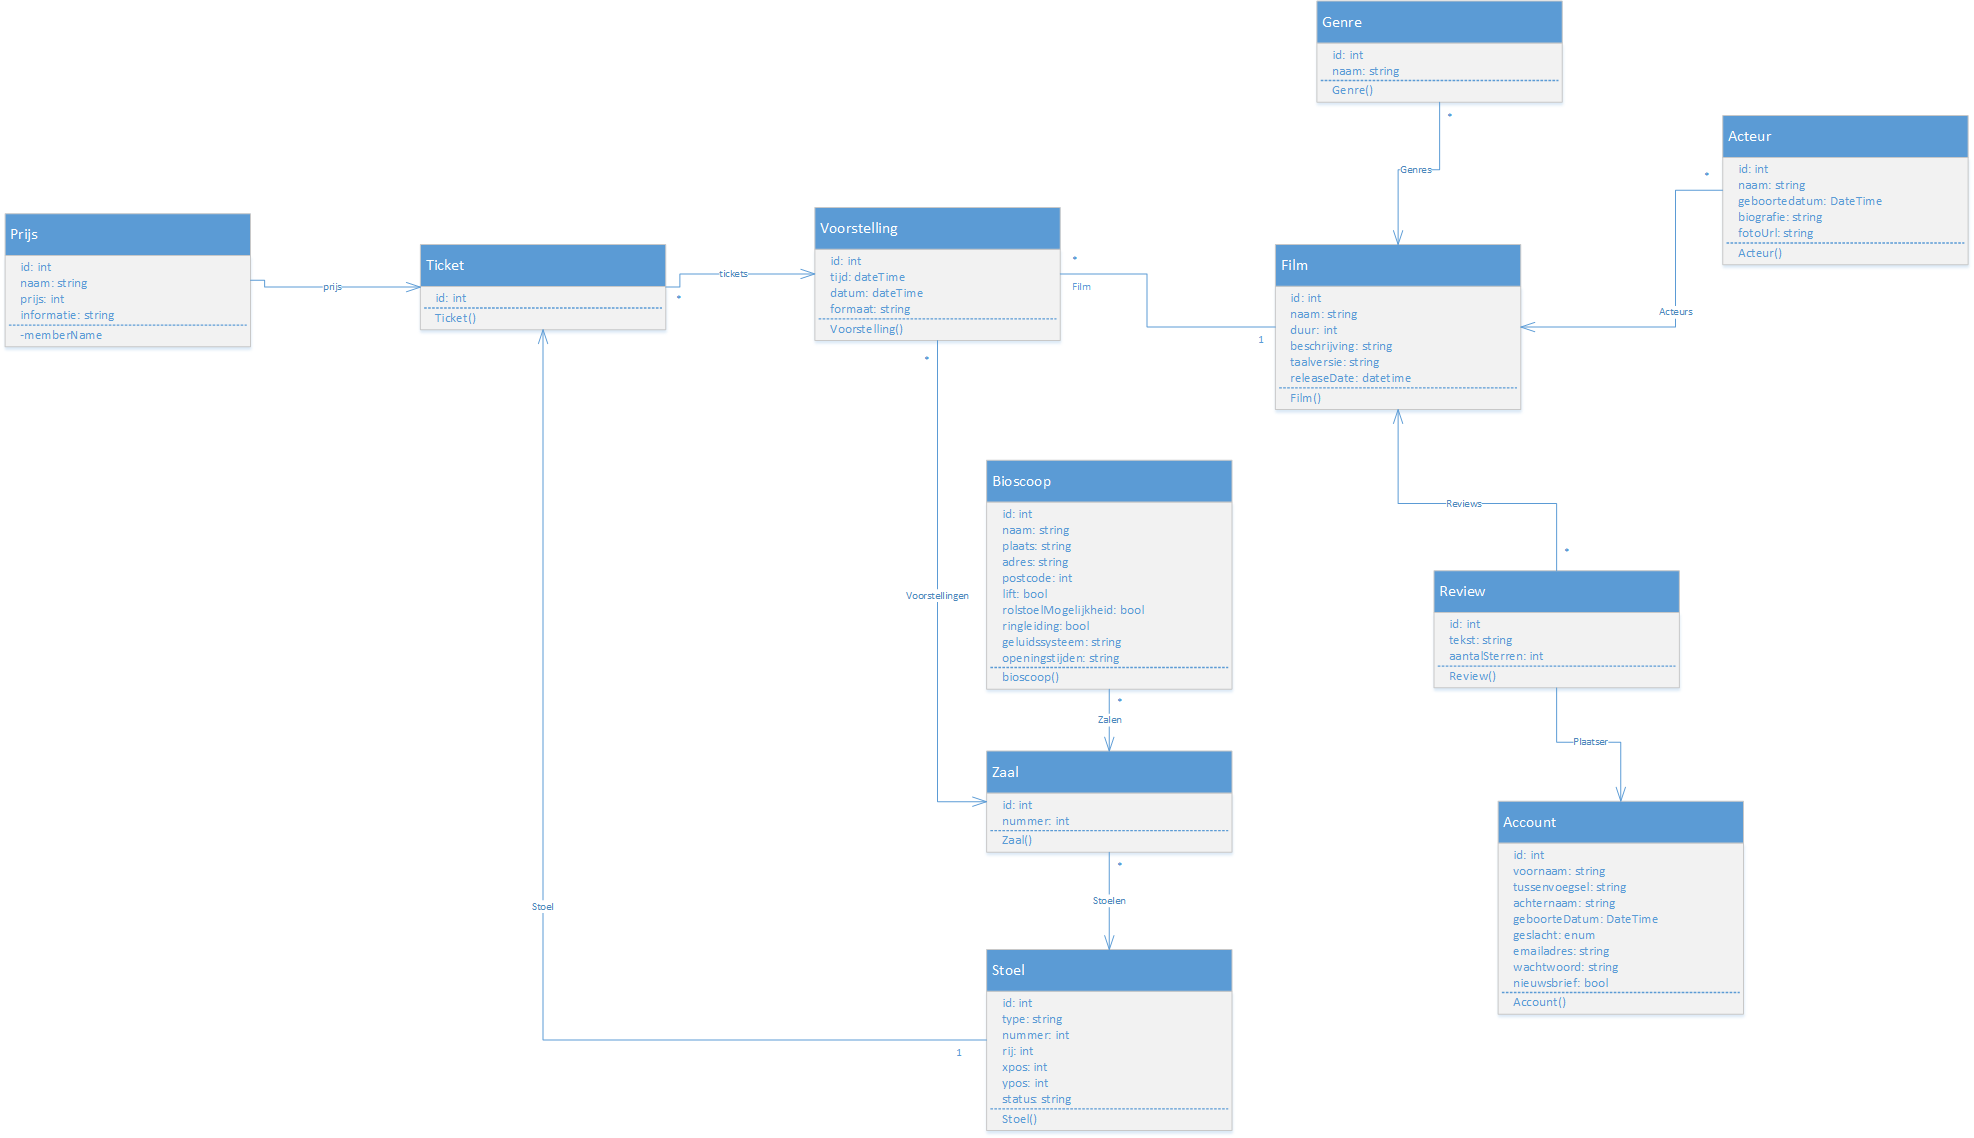 Genre
id: int
naam: string
Genre()
*
Genres
Acteur
id: int
naam: string
geboortedatum: DateTime
biografie: string
fotoUrl: string
Acteur()
*
Acteurs
Prijs
id: int
naam: string
prijs: int
informatie: string
-memberName
prijs
Ticket
id: int
Ticket()
*
tickets
Voorstelling
id: int
tijd: dateTime
datum: dateTime
formaat: string
Voorstelling()
*
Film
1
*
Voorstellingen
Film
id: int
naam: string
duur: int
beschrijving: string
taalversie: string
releaseDate: datetime
Film()
Reviews
*
Bioscoop
id: int
naam: string
plaats: string
adres: string
postcode: int
lift: bool
rolstoelMogelijkheid: bool
ringleiding: bool
geluidssysteem: string
openingstijden: string
bioscoop()
*
Zalen
Review
id: int
tekst: string
aantalSterren: int
Review()
Plaatser
Zaal
id: int
nummer: int
Zaal()
*
Stoelen
Account
id: int
voornaam: string
tussenvoegsel: string
achternaam: string
geboorteDatum: DateTime
geslacht: enum
emailadres: string
wachtwoord: string
nieuwsbrief: bool
Account()
Stoel
1
Stoel
id: int
type: string
nummer: int
rij: int
xpos: int
ypos: int
status: string
Stoel()